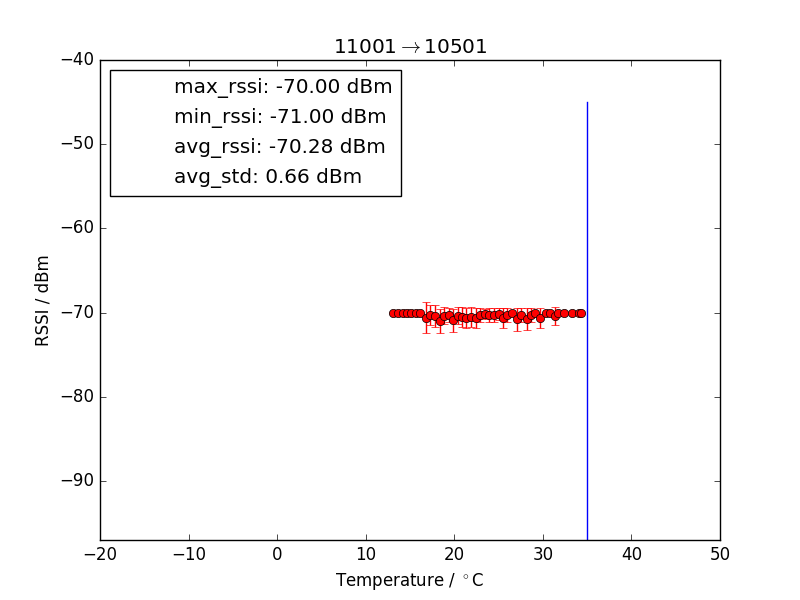 11001→10501
max_rssi: -70.00 dBm
min_rssi: -71.00 dBm
avg_rssi: -70.28 dBm
avg_std: 0.66 dBm
RSSI / dBm
−40
−50
−60
−70
−80
−90
−20 −10 0 10 20 30 40 50
Temperature / °C